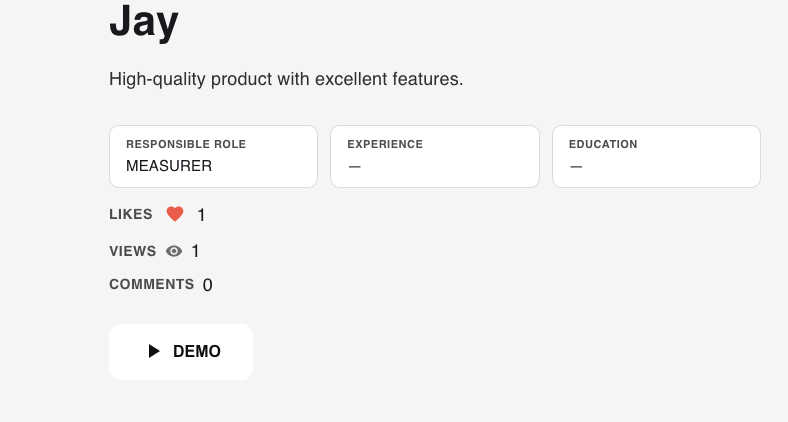 Jay
High-quality product with excellent features.
RESPONSIBLE ROLE
MEASURER
EXPERIENCE
—
EDUCATION
—
LIKES 1
VIEWS 1
COMMENTS 0
DEMO